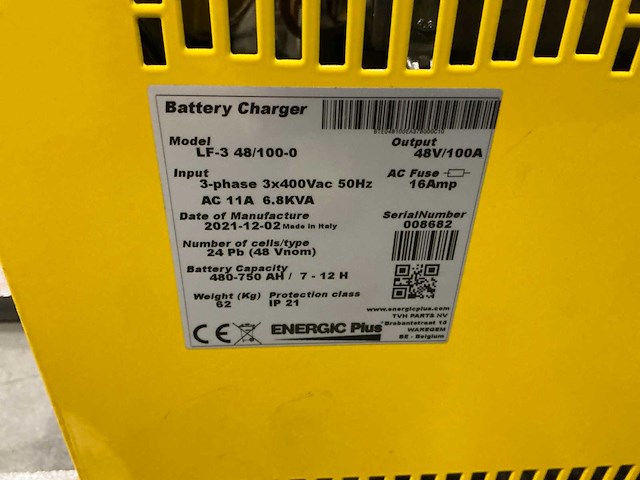 Battery Charger
Model Output
LF-3 48/100-0 48V/100A
Input AC Fuse
3-phase 3x400Vac 50Hz 16Amp
AC 11A 6.8KVA
Date of Manufacture SerialNumber
2021-12-02 Made in Italy 008682
Number of cells/type
24 Pb (48 Vnom)
Battery Capacity
480-750 AH / 7 - 12 H
Weight (Kg) Protection class
62 IP 21
www.energicplus.com
TVH PARTS NV
Brabantstraat 15
WAREGEM
BE - Belgium
CE ENERGIC Plus